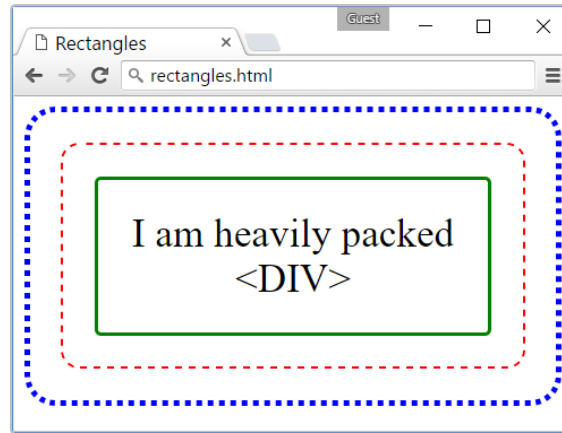 Guest
Rectangles
rectangles.html
I am heavily packed
<DIV>